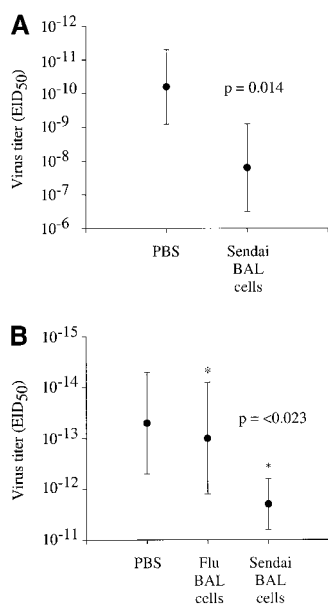 A
Virus titer (EID50)
10-12
10-11
10-10
10-9
10-8
10-7
10-6
p = 0.014
PBS
Sendai
BAL
cells
B
Virus titer (EID50)
10-15
10-14
10-13
10-12
10-11
*
p = <0.023
*
PBS
Flu
BAL
cells
Sendai
BAL
cells